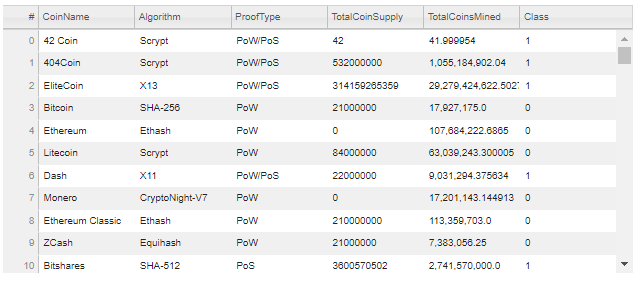 # CoinName Algorithm ProofType TotalCoinSupply TotalCoinsMined Class
0 42 Coin Scrypt PoW/PoS 42 41.999954 1
1 404Coin Scrypt PoW/PoS 532000000 1,055,184,902.04 1
2 EliteCoin X13 PoW/PoS 314159265359 29,279,424,622.502 1
3 Bitcoin SHA-256 PoW 21000000 17,927,175.0 0
4 Ethereum Ethash PoW 0 107,684,222.6865 0
5 Litecoin Scrypt PoW 84000000 63,039,243.300005 0
6 Dash X11 PoW/PoS 22000000 9,031,294.375634 1
7 Monero CryptoNight-V7 PoW 0 17,201,143.144913 0
8 Ethereum Classic Ethash PoW 210000000 113,359,703.0 0
9 ZCash Equihash PoW 21000000 7,383,056.25 0
10 Bitshares SHA-512 PoS 3600570502 2,741,570,000.0 1